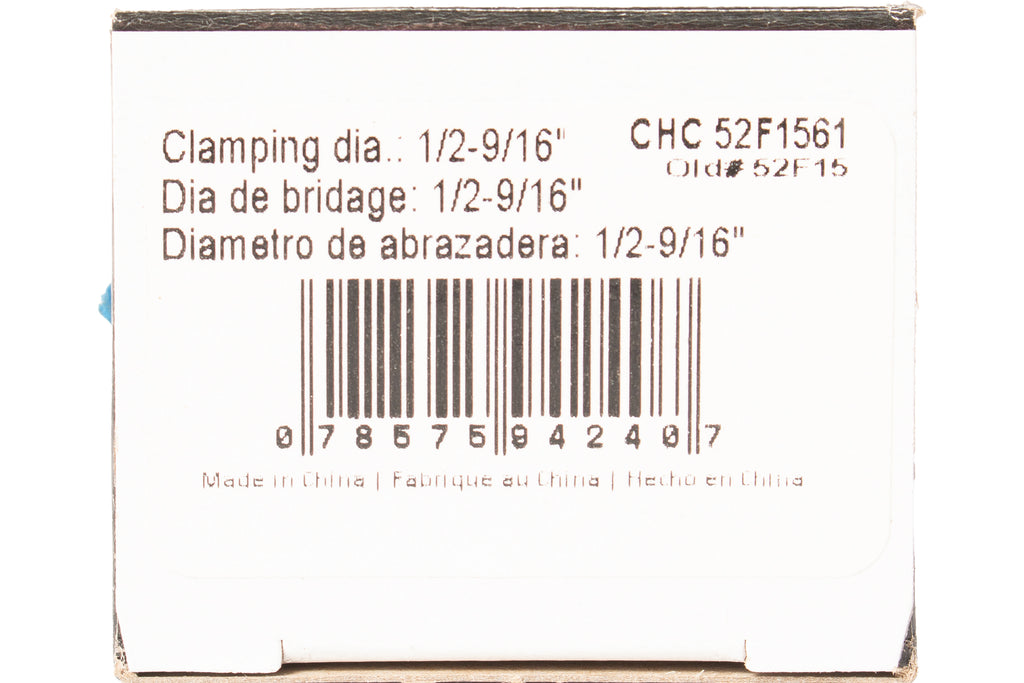 Clamping dia.: 1/2-9/16" CHC 52F1561
Old# 52F15
Dia de bridage: 1/2-9/16"
Diametro de abrazadera: 1/2-9/16"
0 78575 94240 7
Made in China | Fabrique au China | Hecho en China